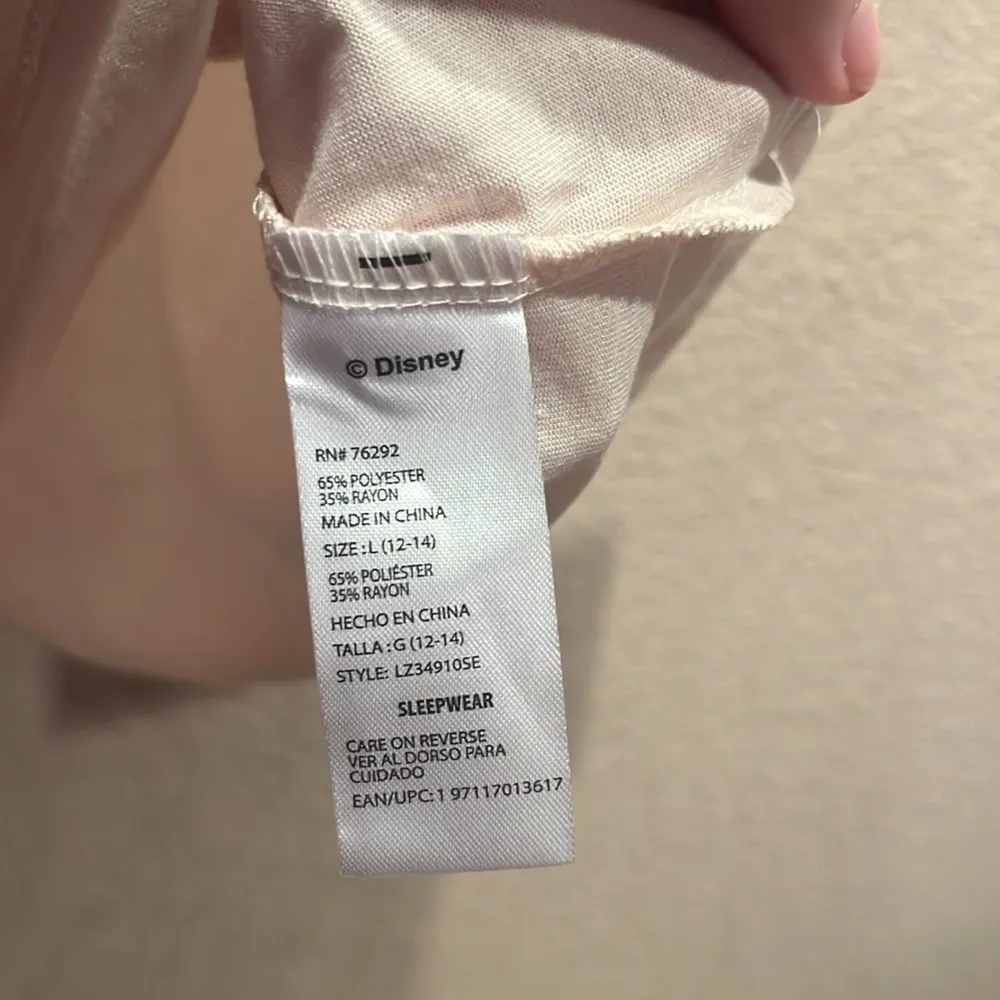 © Disney
RN# 76292
65% POLYESTER
35% RAYON
MADE IN CHINA
SIZE : L (12-14)
65% POLIÉSTER
35% RAYON
HECHO EN CHINA
TALLA : G (12-14)
STYLE: LZ34910SE
SLEEPWEAR
CARE ON REVERSE
VER AL DORSO PARA
CUIDADO
EAN/UPC: 1 97117013617